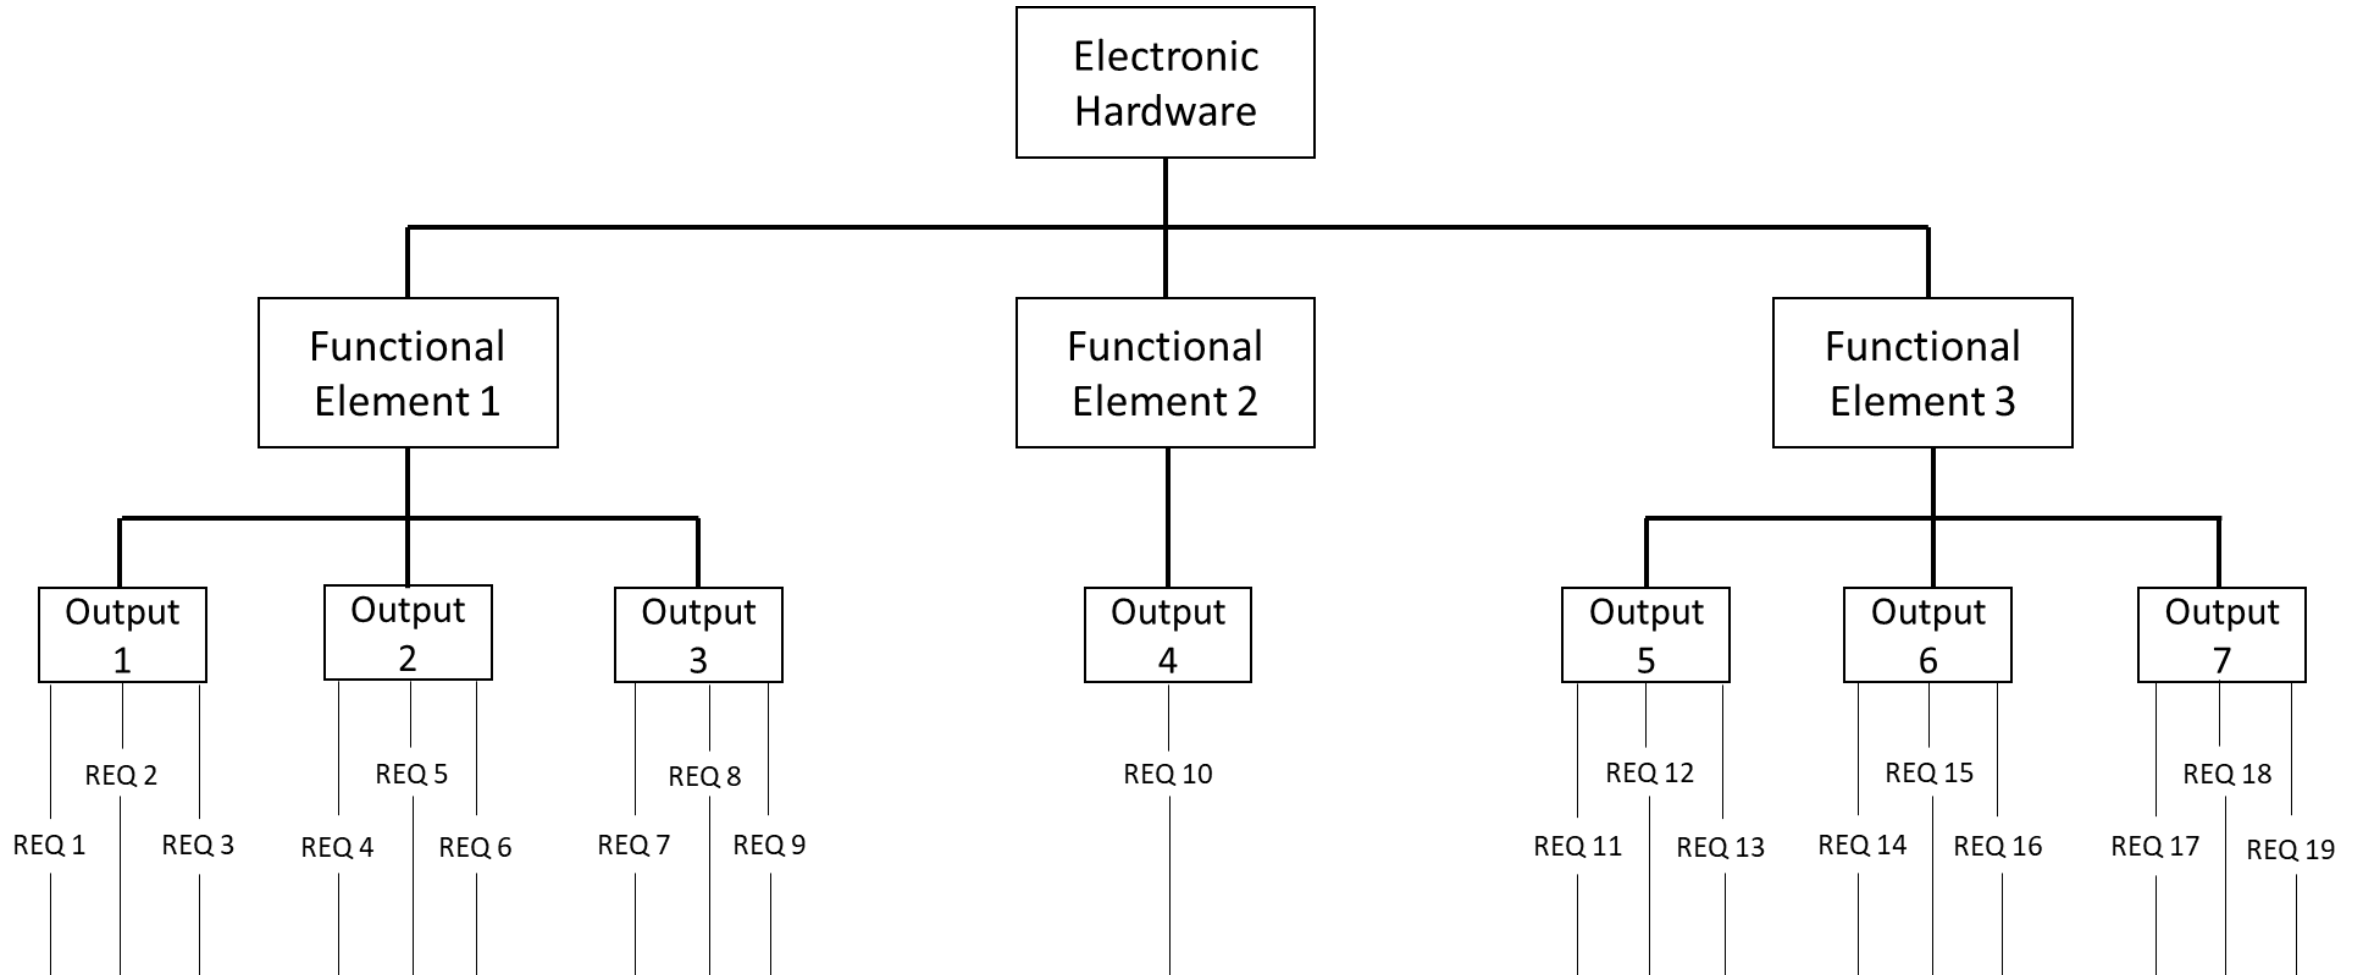 Electronic
Hardware
Functional
Element 1
Functional
Element 2
Functional
Element 3
Output
1
Output
2
Output
3
Output
4
Output
5
Output
6
Output
7
REQ 2
REQ 5
REQ 8
REQ 10
REQ 12
REQ 15
REQ 18
REQ 1
REQ 3
REQ 4
REQ 6
REQ 7
REQ 9
REQ 11
REQ 13
REQ 14
REQ 16
REQ 17
REQ 19